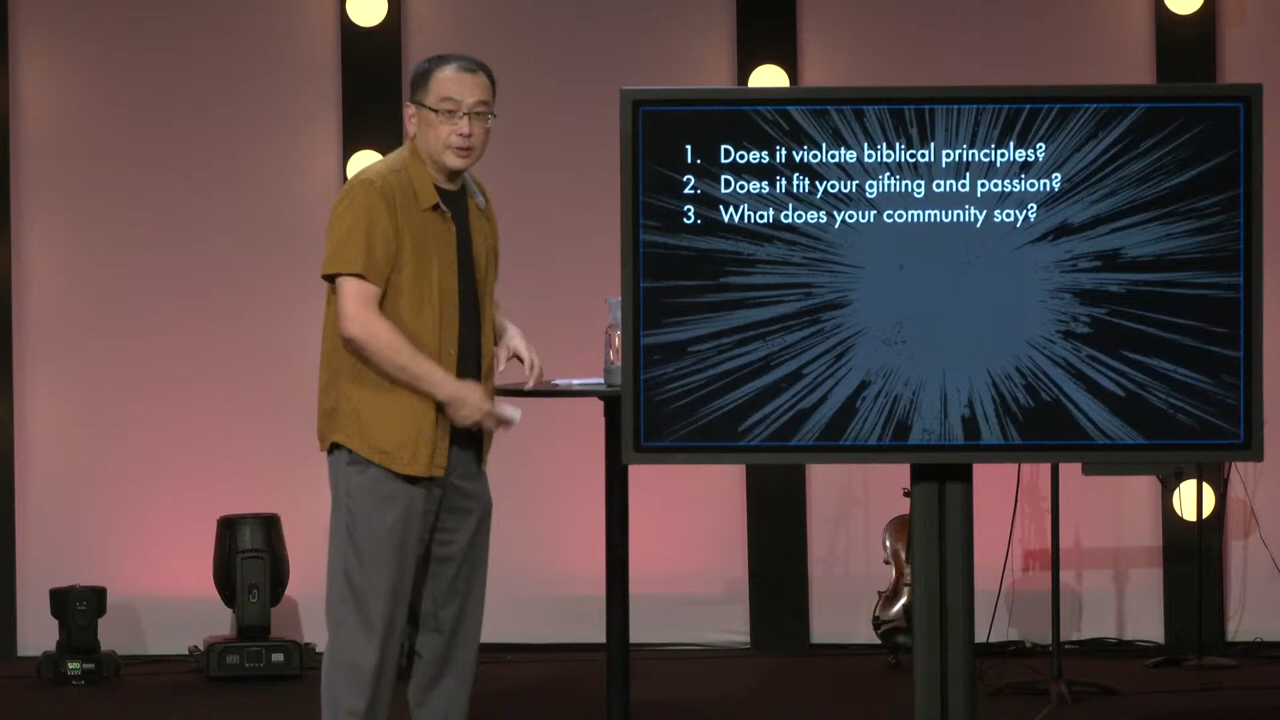 1. Does it violate biblical principles?
2. Does it fit your gifting and passion?
3. What does your community say?